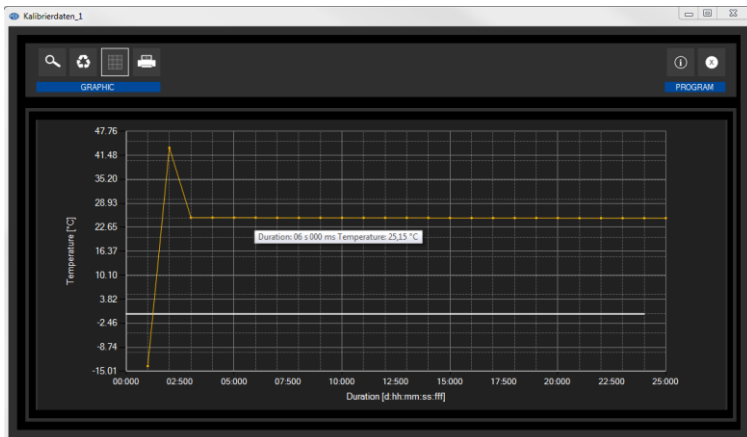 Kalibrierdaten_1
GRAPHIC
PROGRAM
47.76
41.48
35.20
28.93
22.65
16.37
10.10
3.82
-2.46
-8.74
-15.01
Temperature [°C]
Duration: 06 s 000 ms Temperature: 25,15 °C
00:000 02:500 05:000 07:500 10:000 12:500 15:000 17:500 20:000 22:500 25:000
Duration [d:hh:mm:ss:fff]